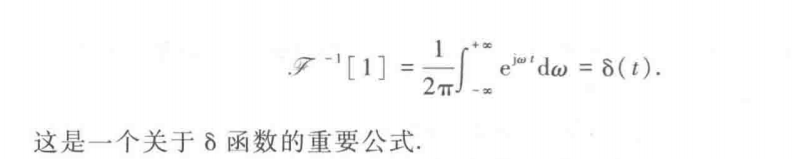 ℱ⁻¹[1] = \frac{1}{2π}∫_{-∞}^{+∞} e^{jωt}dω = δ(t).
这是一个关于 δ 函数的重要公式.